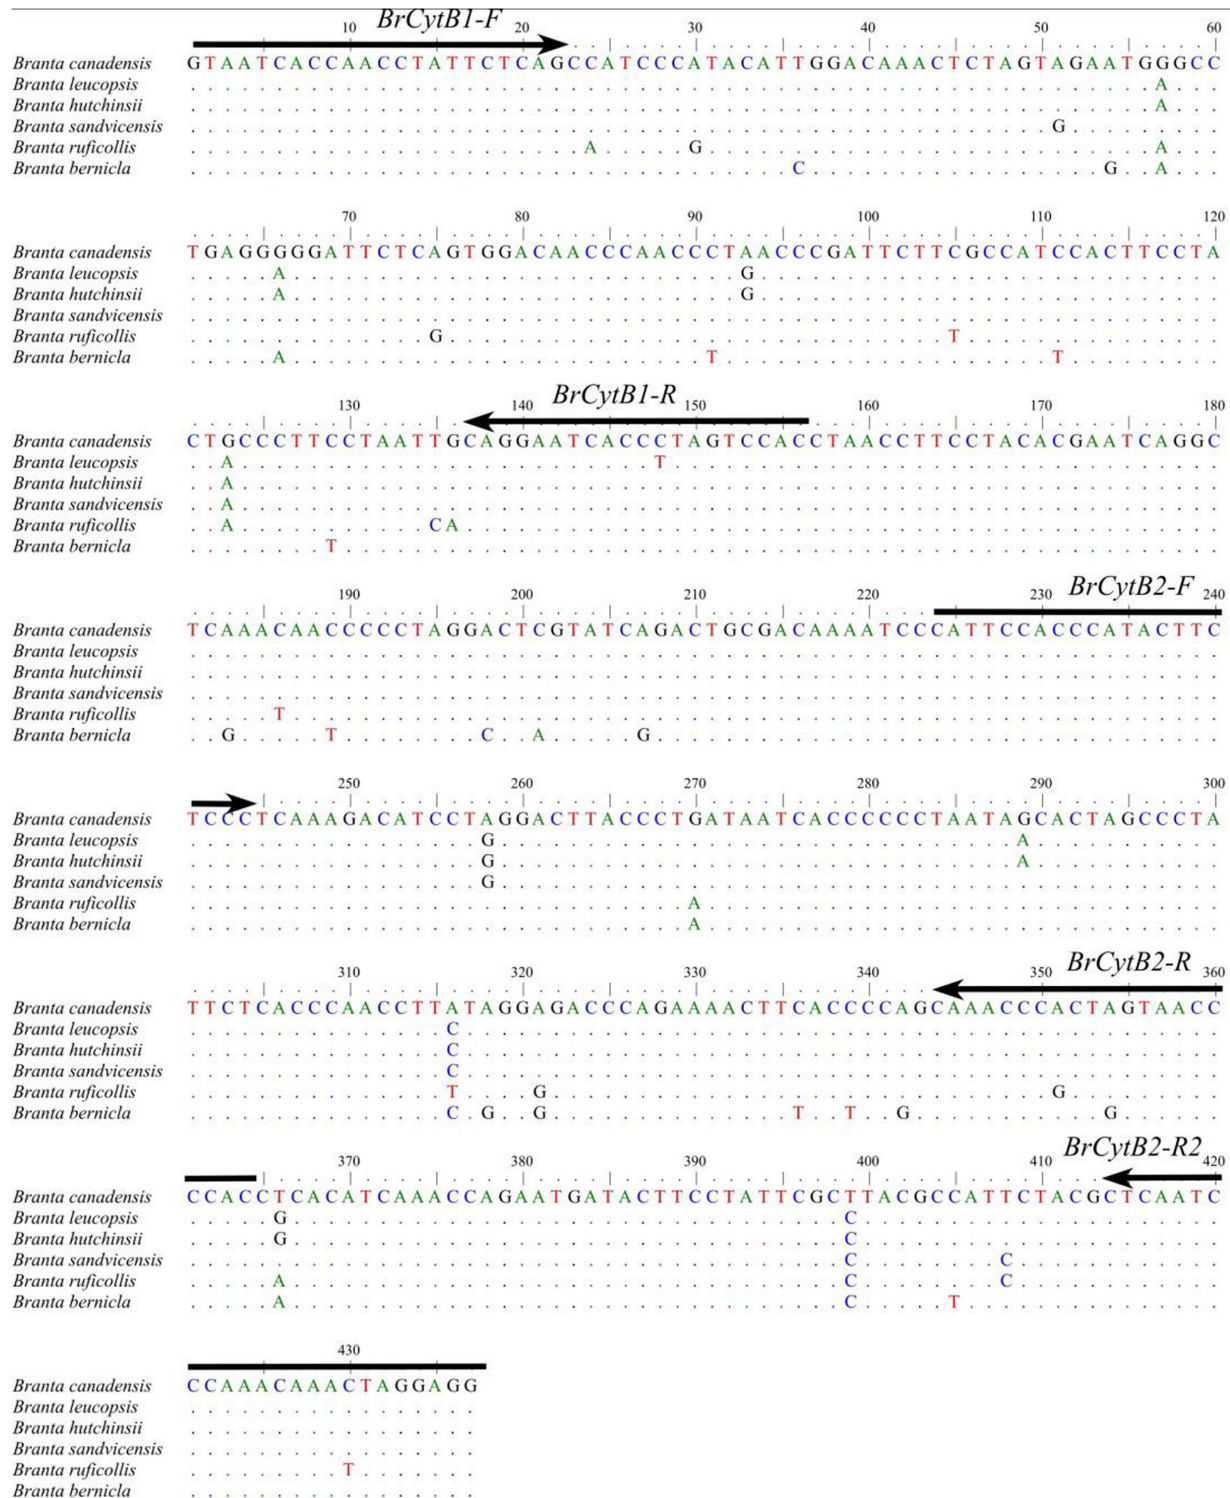 BrCytB1-F
10 20 30 40 50 60
Branta canadensis GTAATCACCAACCTATTCTCAGCCATCCCATACATTGGACAAACTCTAGTAGAATGGGCC
Branta leucopsis ........................................................A...
Branta hutchinsii ........................................................A...
Branta sandvicensis ..................................................G.........
Branta ruficollis .......................A.....G..........................A...
Branta bernicla ...................................C.................G..A...
70 80 90 100 110 120
Branta canadensis TGAGGGGGATTCTCAGTGGACAACCCAACCCTAACCCGATTCTTCGCCATCCACTTCCTA
Branta leucopsis .....A..........................G...........................
Branta hutchinsii .....A..........................G...........................
Branta sandvicensis ............................................................
Branta ruficollis ..............G.............................T...............
Branta bernicla .....A........................T...................T.........
BrCytB1-R
130 140 150 160 170 180
Branta canadensis CTGCCCTTCCTAATTGCAGGAATCACCCTAGTCCACCTAACCTTCCTACACGAATCAGGC
Branta leucopsis ..A........................T................................
Branta hutchinsii ..A.........................................................
Branta sandvicensis ..A.........................................................
Branta ruficollis ..A...........CA............................................
Branta bernicla ........T...................................................
BrCytB2-F
190 200 210 220 230 240
Branta canadensis TCAAACAACCCCCTAGGACTCGTATCAGACTGCGACAAAATCCCATTCCACCCATACTTC
Branta leucopsis ............................................................
Branta hutchinsii ............................................................
Branta sandvicensis ............................................................
Branta ruficollis .....T......................................................
Branta bernicla ..G.....T........C..A.....G.................................
250 260 270 280 290 300
Branta canadensis TCCCTCAAAGACATCCTAGGACTTACCCTGATAATCACCCCCCTAATAGCACTAGCCCTA
Branta leucopsis .................G..............................A...........
Branta hutchinsii .................G..............................A...........
Branta sandvicensis .................G..........................................
Branta ruficollis .............................A..............................
Branta bernicla .............................A..............................
BrCytB2-R
310 320 330 340 350 360
Branta canadensis TTCTCACCCAACCTTATAGGAGACCCAGAAAACTTCACCCCAGCAAACCCACTAGTAACC
Branta leucopsis ...............C............................................
Branta hutchinsii ...............C............................................
Branta sandvicensis ...............C............................................
Branta ruficollis ...............T....G.............................G.........
Branta bernicla ...............C.G..G..............T..T..G...........G......
BrCytB2-R2
370 380 390 400 410 420
Branta canadensis CCACCTCACATCAAACCAGAATGATACTTCCTATTCGCTTACGCCATTCTACGCTCAATC
Branta leucopsis .....G................................C.....................
Branta hutchinsii .....G................................C.....................
Branta sandvicensis ......................................C........C............
Branta ruficollis .....A................................C........C............
Branta bernicla .....A................................C.....T...............
430
Branta canadensis CCAAACAAACTAGGAGG
Branta leucopsis .................
Branta hutchinsii .................
Branta sandvicensis .................
Branta ruficollis .........T.......
Branta bernicla .................